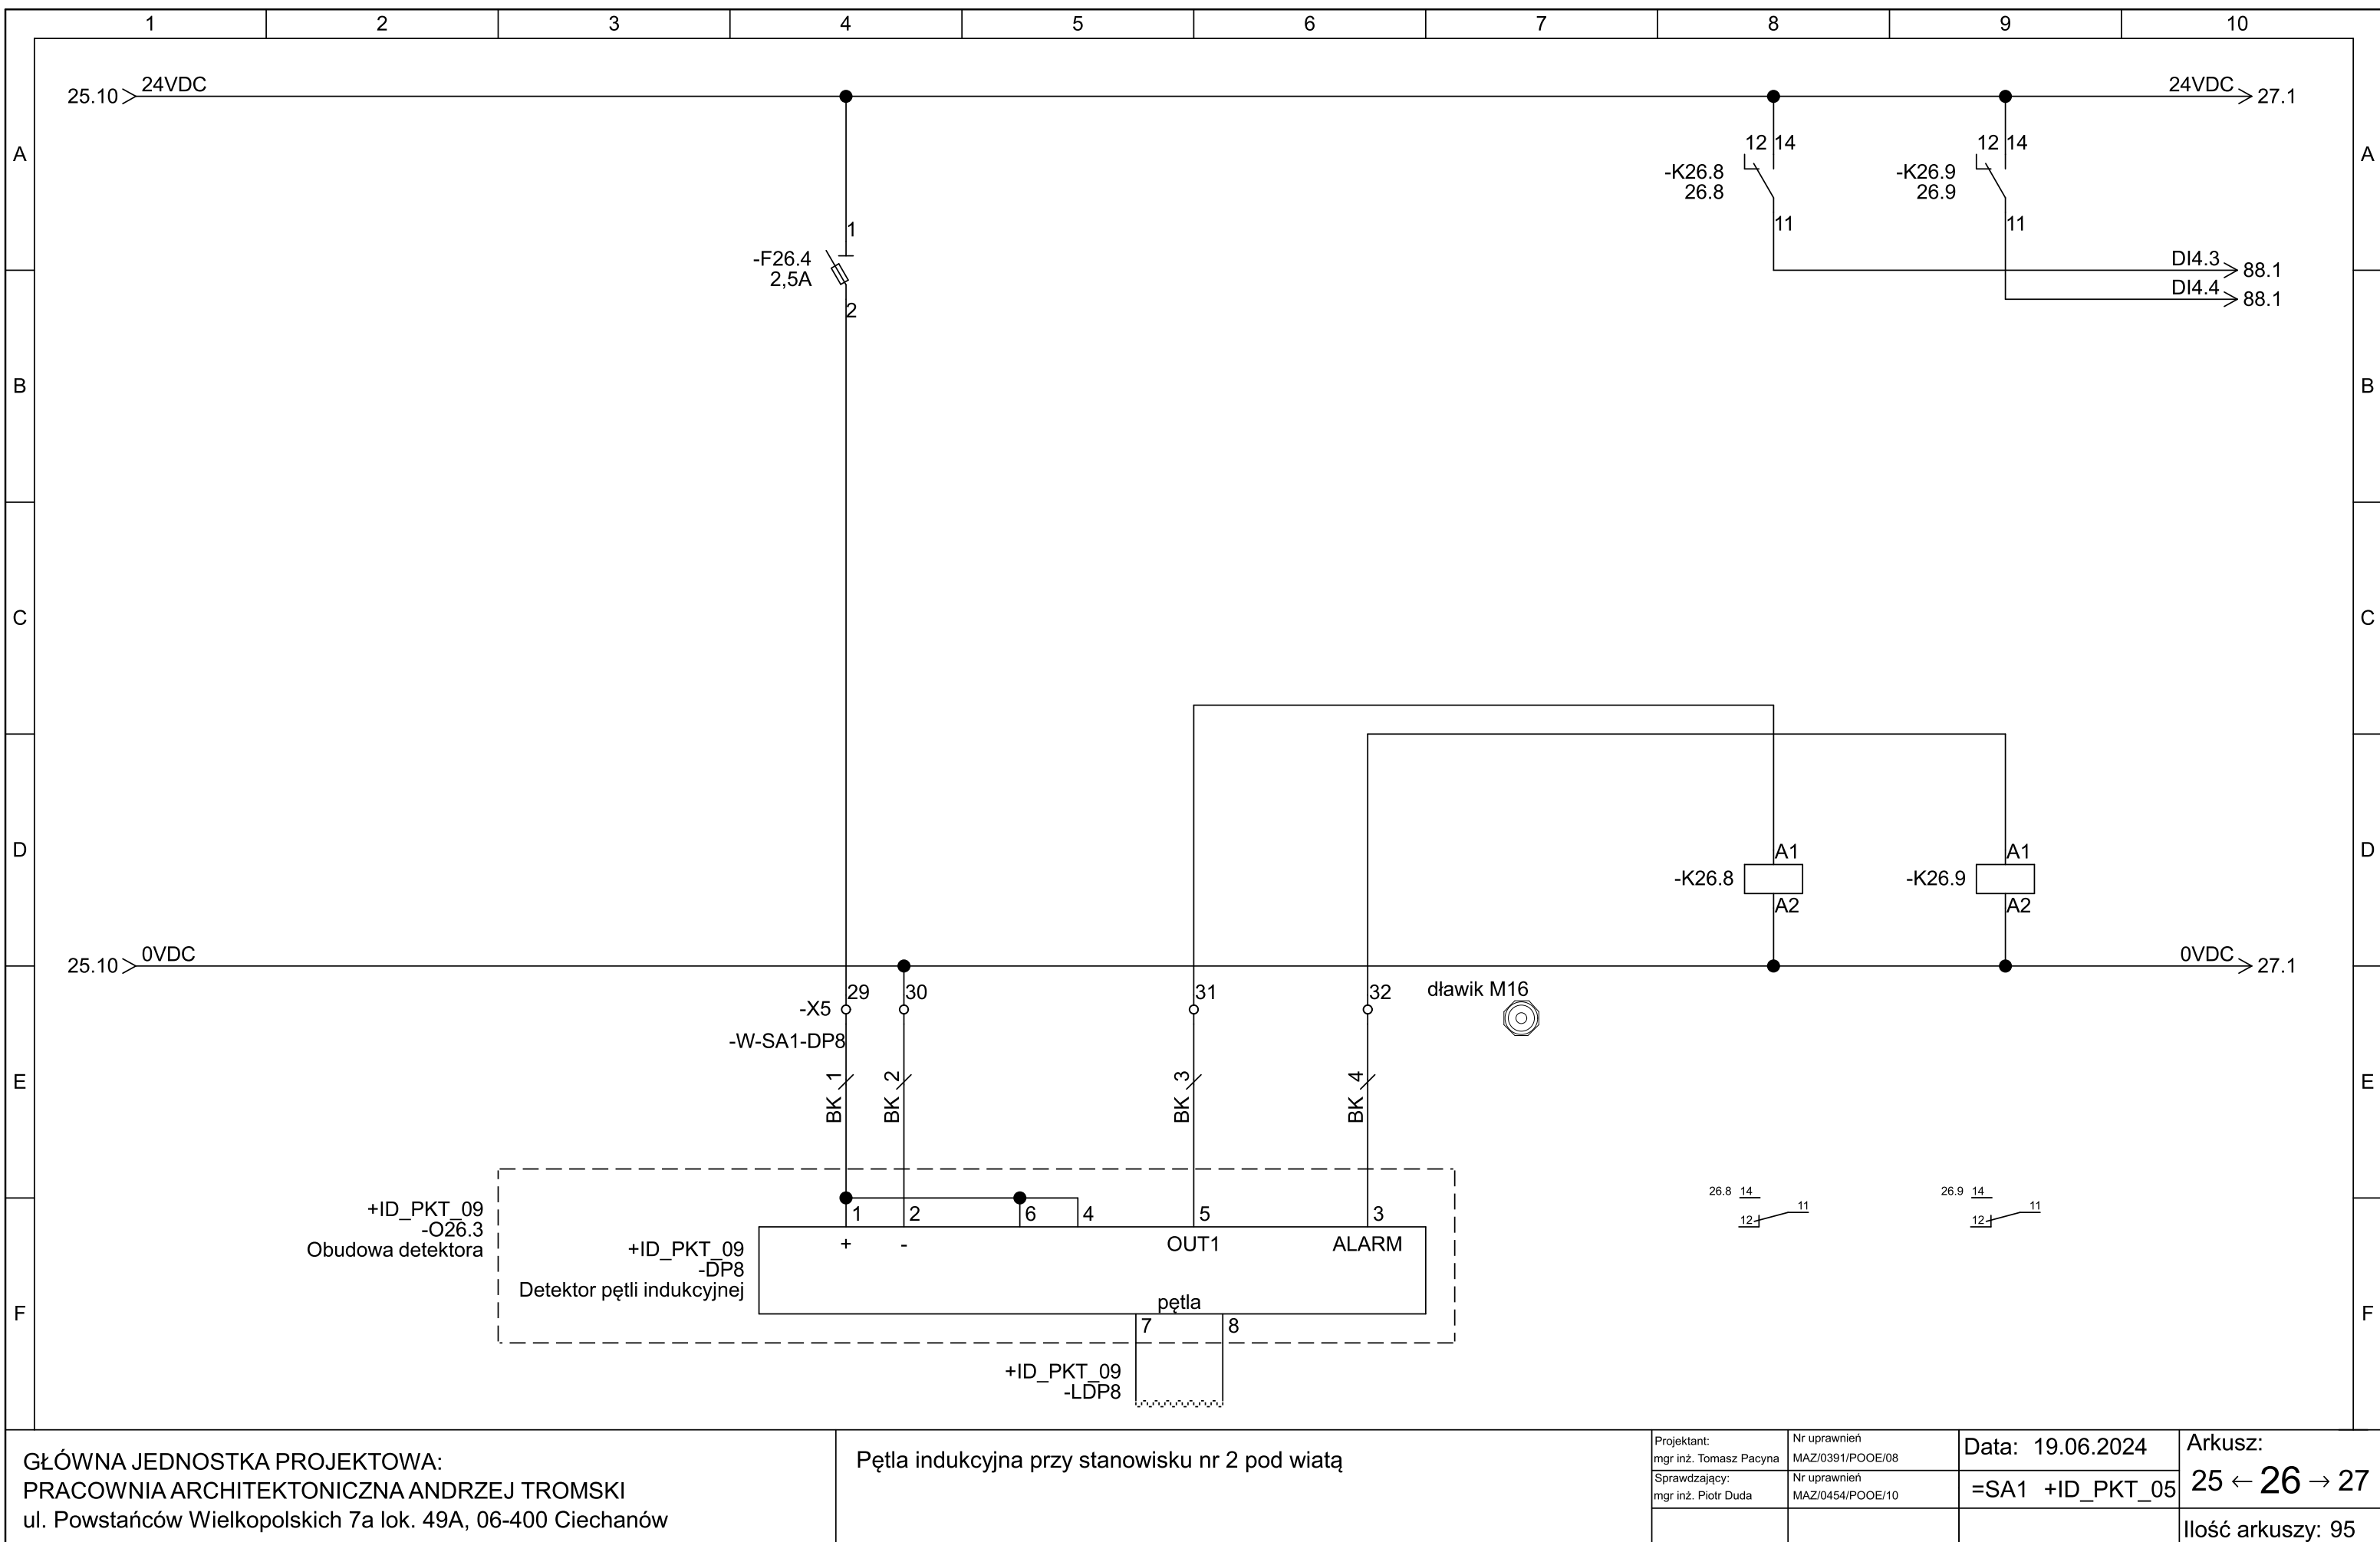 1 2 3 4 5 6 7 8 9 10
25.10 24VDC
24VDC 27.1
A
A
12 14
12 14
-K26.8
26.8
-K26.9
26.9
11
11
1
-F26.4
2,5A
2
DI4.3 88.1
DI4.4 88.1
B
B
C
C
D
D
A1
A1
-K26.8
-K26.9
A2
A2
25.10 0VDC
0VDC 27.1
29 30 31 32
-X5
dławik M16
-W-SA1-DP8
E
E
BK 1
BK 2
BK 3
BK 4
26.8 14
11
12
26.9 14
11
12
+ID_PKT_09
-O26.3
Obudowa detektora
1 2 6 4 5 3
+ID_PKT_09
-DP8
Detektor pętli indukcyjnej
+ - OUT1 ALARM
pętla
F
F
7 8
+ID_PKT_09
-LDP8
GŁÓWNA JEDNOSTKA PROJEKTOWA:
PRACOWNIA ARCHITEKTONICZNA ANDRZEJ TROMSKI
ul. Powstańców Wielkopolskich 7a lok. 49A, 06-400 Ciechanów
Pętla indukcyjna przy stanowisku nr 2 pod wiatą
Projektant:
mgr inż. Tomasz Pacyna
Nr uprawnień
MAZ/0391/POOE/08
Sprawdzający:
mgr inż. Piotr Duda
Nr uprawnień
MAZ/0454/POOE/10
Data: 19.06.2024
=SA1 +ID_PKT_05
Arkusz:
25 ← 26 → 27
Ilość arkuszy: 95